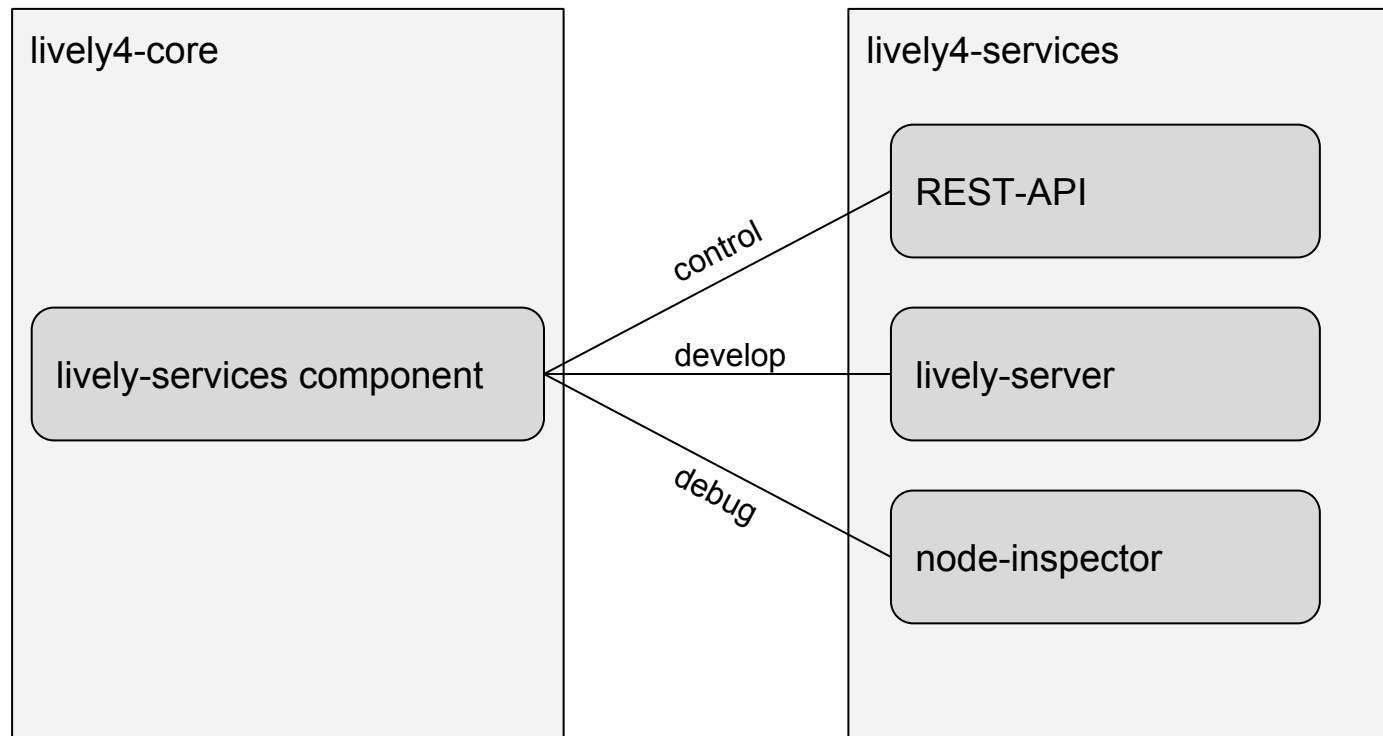 lively4-core
lively-services component
control
develop
debug
lively4-services
REST-API
lively-server
node-inspector